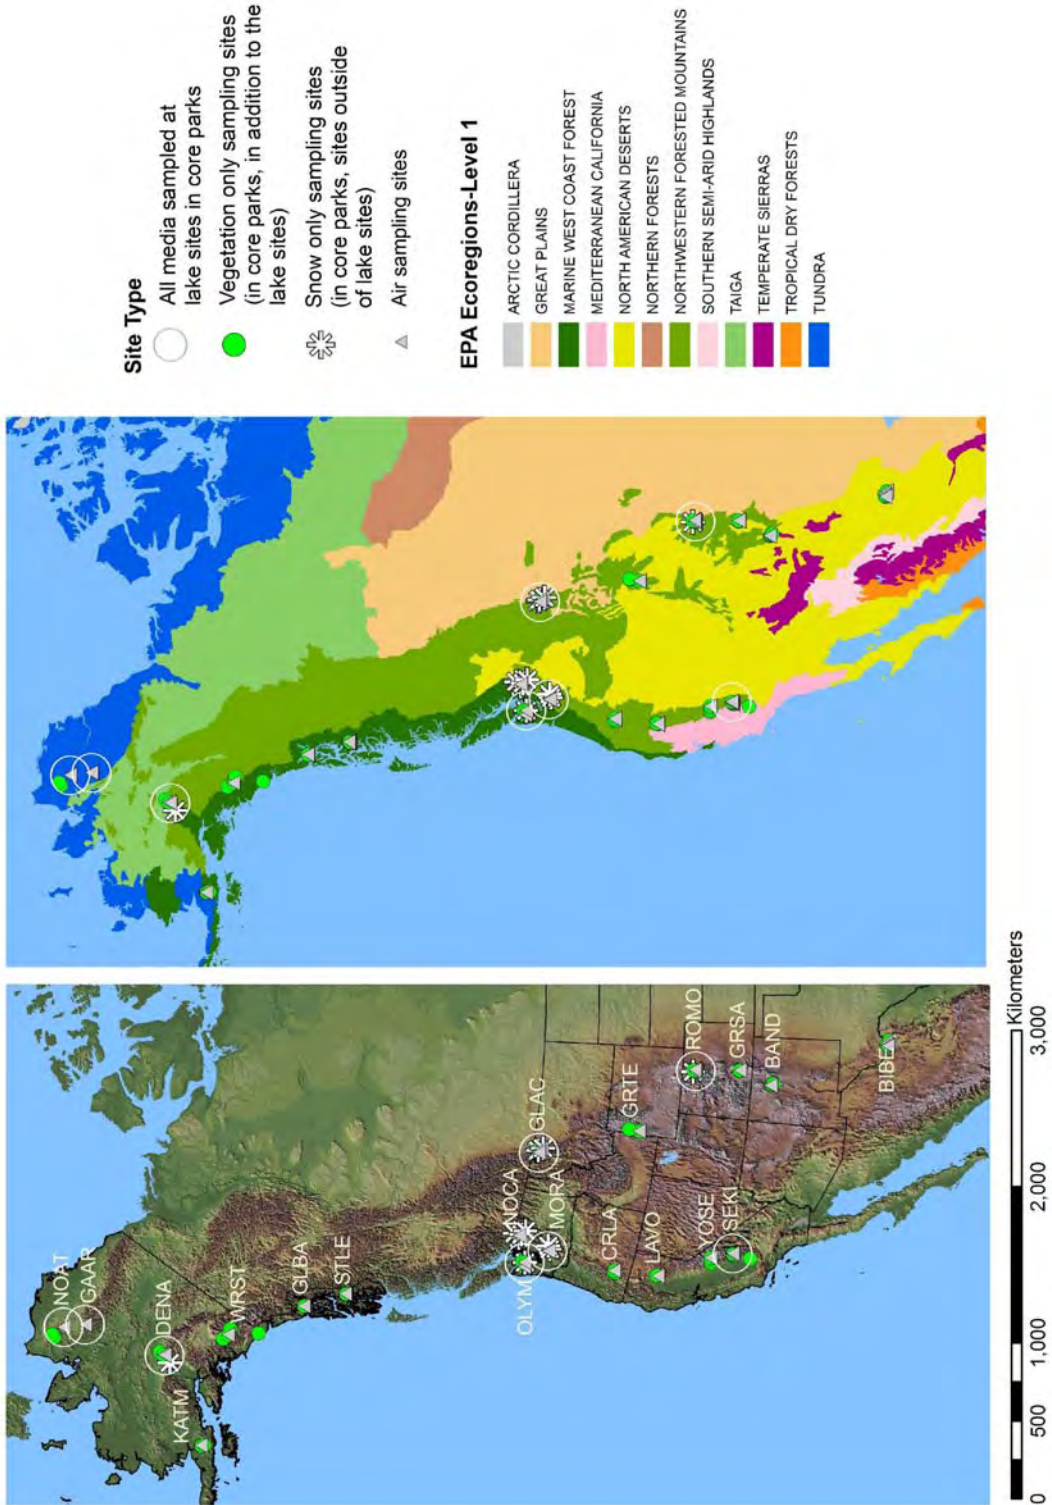 Site Type
All media sampled at
lake sites in core parks
Vegetation only sampling sites
(in core parks, in addition to the
lake sites)
Snow only sampling sites
(in core parks, sites outside
of lake sites)
Air sampling sites
EPA Ecoregions-Level 1
ARCTIC CORDILLERA
GREAT PLAINS
MARINE WEST COAST FOREST
MEDITERRANEAN CALIFORNIA
NORTH AMERICAN DESERTS
NORTHERN FORESTS
NORTHWESTERN FORESTED MOUNTAINS
SOUTHERN SEMI-ARID HIGHLANDS
TAIGA
TEMPERATE SIERRAS
TROPICAL DRY FORESTS
TUNDRA
NOAT
GAAR
DENA
KATM
WRST
GLBA
STLE
OLYM
NOCA
MORA
GLAC
CRLA
LAVO
YOSE
SEKI
GRTE
ROMO
GRSA
BAND
BIBE
0 500 1,000 2,000 3,000
Kilometers